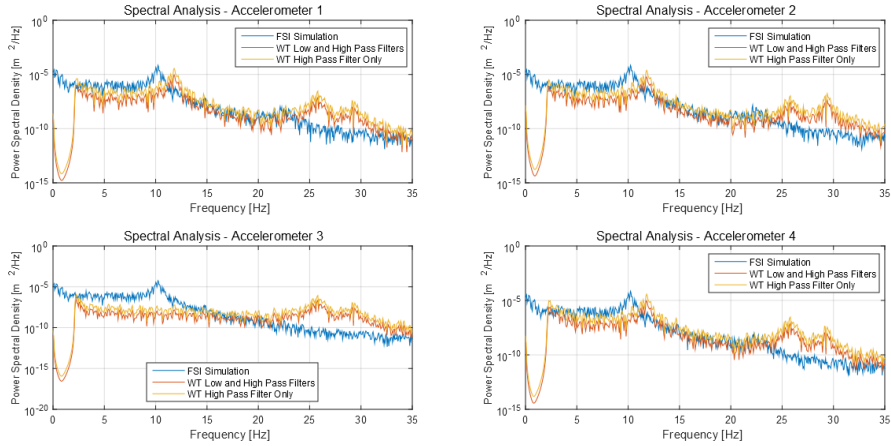 Spectral Analysis - Accelerometer 1
Power Spectral Density [m ²/Hz]
10⁰
10⁻⁵
10⁻¹⁰
10⁻¹⁵
FSI Simulation
WT Low and High Pass Filters
WT High Pass Filter Only
0 5 10 15 20 25 30 35
Frequency [Hz]
Spectral Analysis - Accelerometer 2
Power Spectral Density [m ²/Hz]
10⁰
10⁻⁵
10⁻¹⁰
10⁻¹⁵
FSI Simulation
WT Low and High Pass Filters
WT High Pass Filter Only
0 5 10 15 20 25 30 35
Frequency [Hz]
Spectral Analysis - Accelerometer 3
Power Spectral Density [m ²/Hz]
10⁰
10⁻⁵
10⁻¹⁰
10⁻¹⁵
10⁻²⁰
FSI Simulation
WT Low and High Pass Filters
WT High Pass Filter Only
0 5 10 15 20 25 30 35
Frequency [Hz]
Spectral Analysis - Accelerometer 4
Power Spectral Density [m ²/Hz]
10⁰
10⁻⁵
10⁻¹⁰
10⁻¹⁵
FSI Simulation
WT Low and High Pass Filters
WT High Pass Filter Only
0 5 10 15 20 25 30 35
Frequency [Hz]